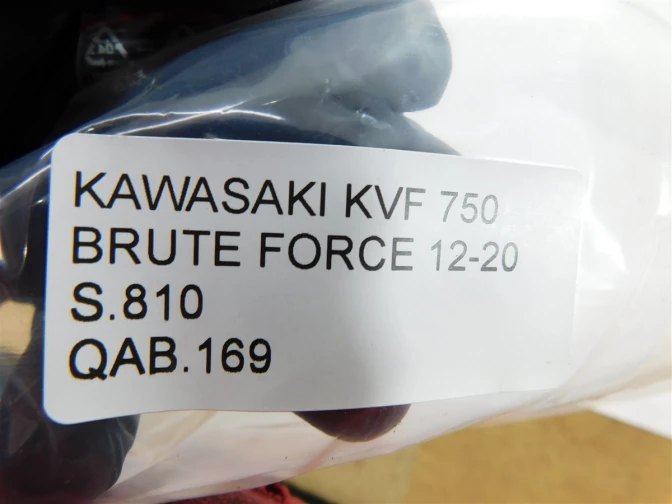 KAWASAKI KVF 750
BRUTE FORCE 12-20
S.810
QAB.169